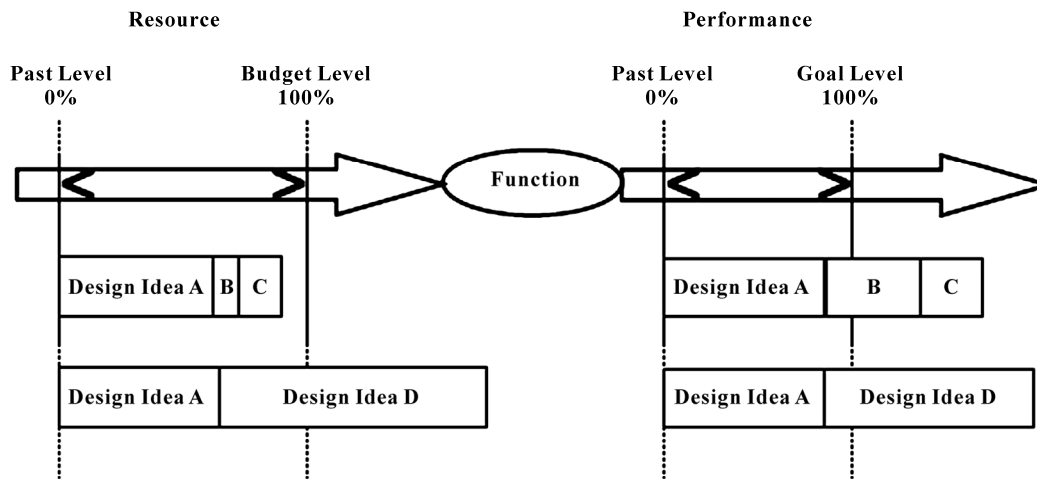 Resource Performance
Past Level Budget Level Past Level Goal Level
0% 100% 0% 100%
Function
Design Idea A B C Design Idea A B C
Design Idea A Design Idea D Design Idea A Design Idea D